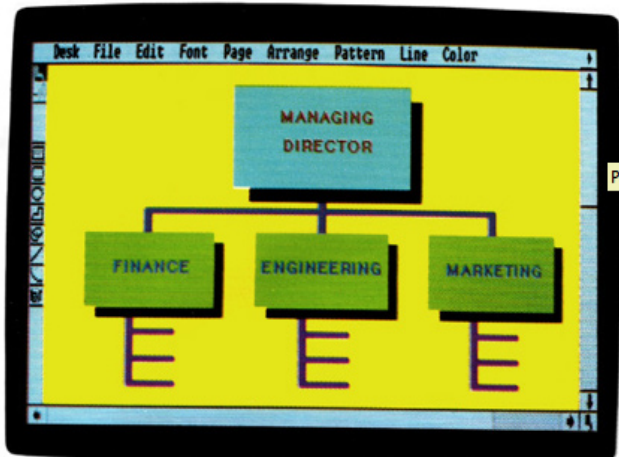 Desk File Edit Font Page Arrange Pattern Line Color
MANAGING
DIRECTOR
P
FINANCE
ENGINEERING
MARKETING